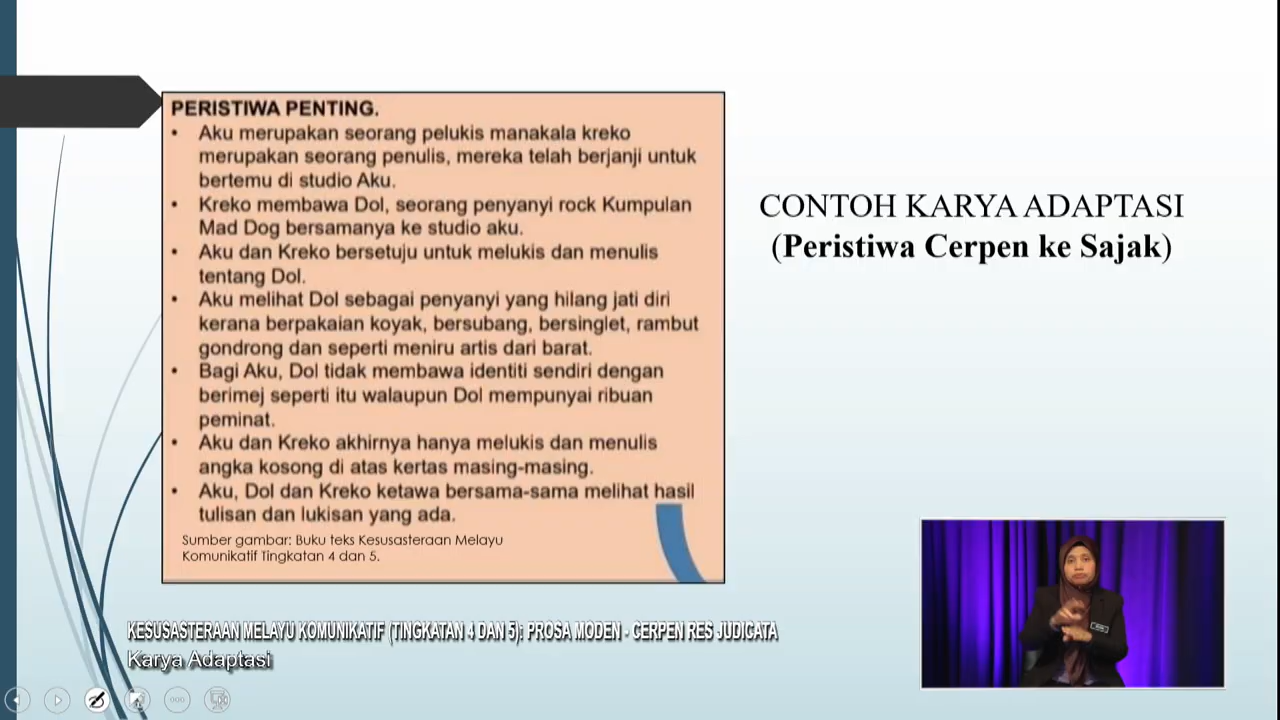 PERISTIWA PENTING.
• Aku merupakan seorang pelukis manakala kreko
merupakan seorang penulis, mereka telah berjanji untuk
bertemu di studio Aku.
• Kreko membawa Dol, seorang penyanyi rock Kumpulan
Mad Dog bersamanya ke studio aku.
• Aku dan Kreko bersetuju untuk melukis dan menulis
tentang Dol.
• Aku melihat Dol sebagai penyanyi yang hilang jati diri
kerana berpakaian koyak, bersubang, bersinglet, rambut
gondrong dan seperti meniru artis dari barat.
• Bagi Aku, Dol tidak membawa identiti sendiri dengan
berimej seperti itu walaupun Dol mempunyai ribuan
peminat.
• Aku dan Kreko akhirnya hanya melukis dan menulis
angka kosong di atas kertas masing-masing.
• Aku, Dol dan Kreko ketawa bersama-sama melihat hasil
tulisan dan lukisan yang ada.
Sumber gambar: Buku teks Kesusasteraan Melayu
Komunikatif Tingkatan 4 dan 5.
CONTOH KARYA ADAPTASI
(Peristiwa Cerpen ke Sajak)
KESUSASTERAAN MELAYU KOMUNIKATIF (TINGKATAN 4 DAN 5): PROSA MODEN - CERPEN RES JUDICATA
Karya Adaptasi